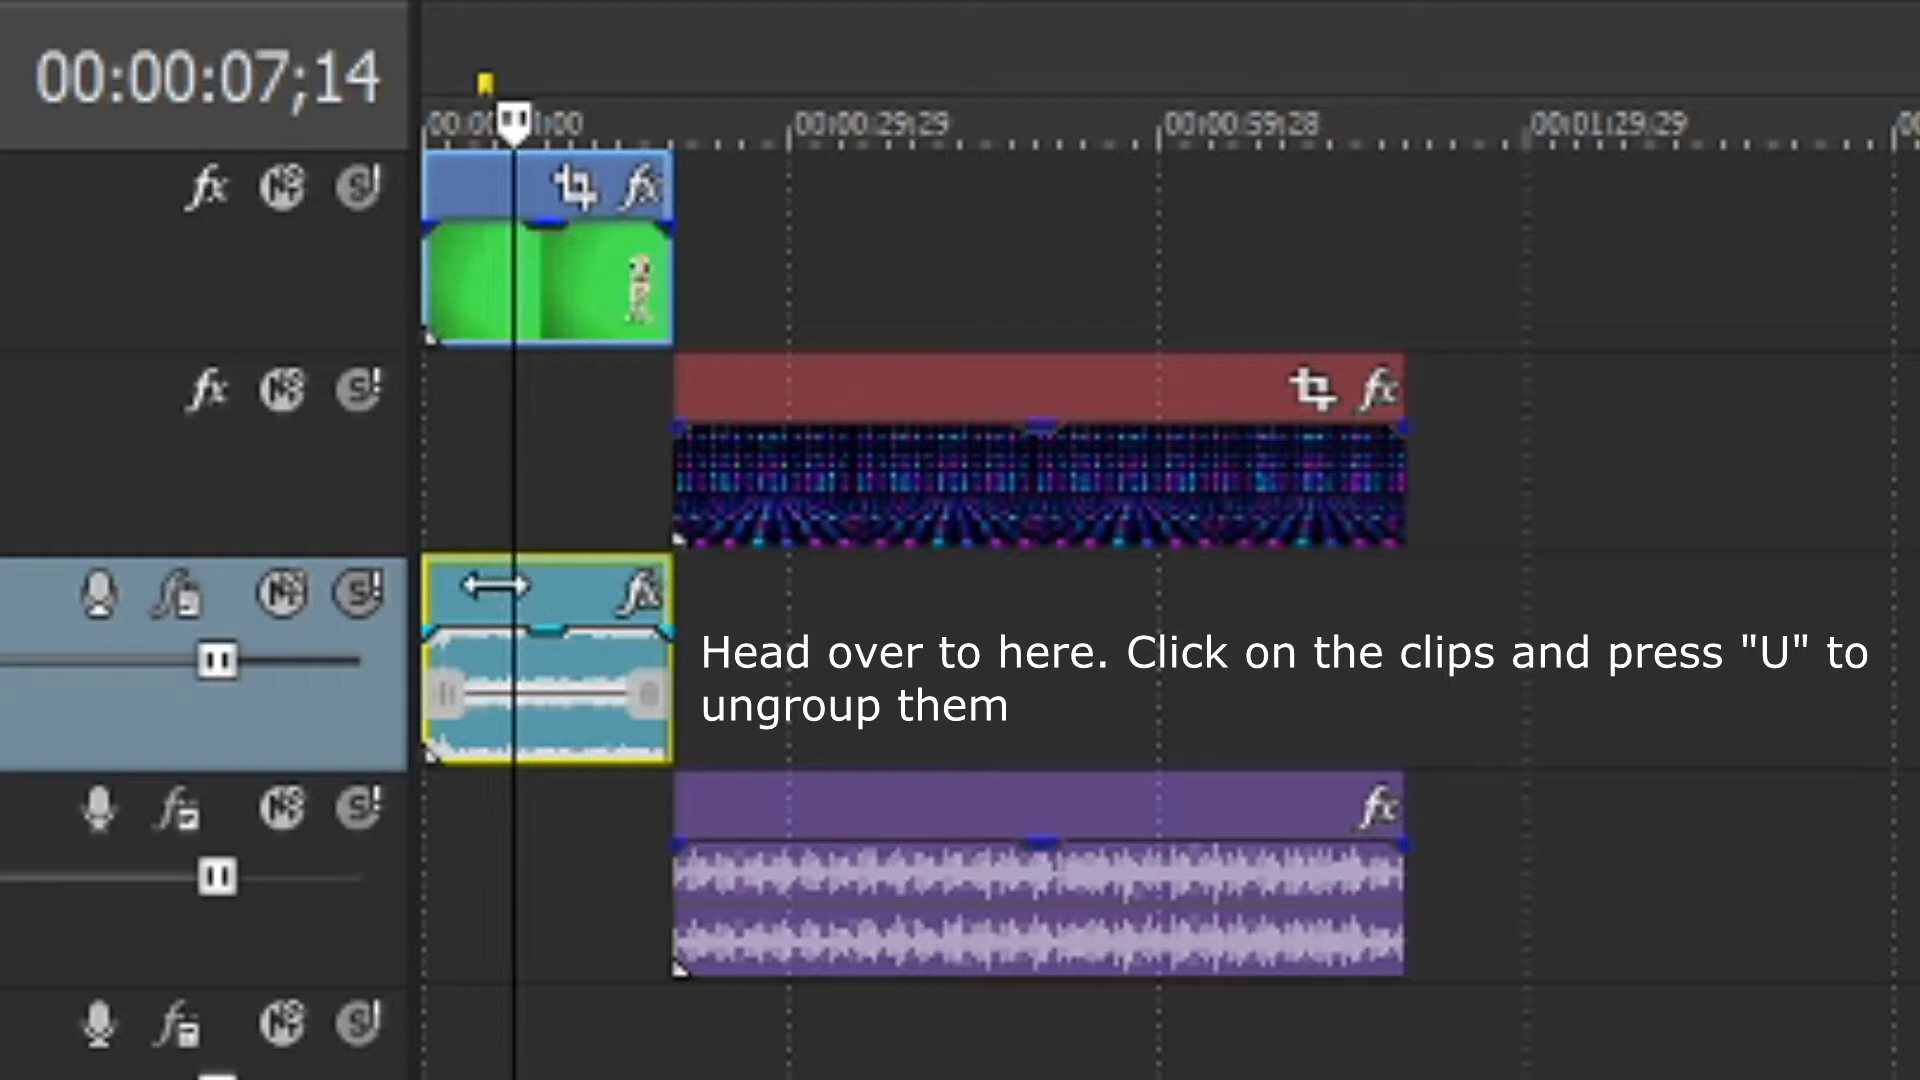 00:00:07;14
00:00:29;29
00:00:59;28
00:01:29;29
Head over to here. Click on the clips and press "U" to
ungroup them